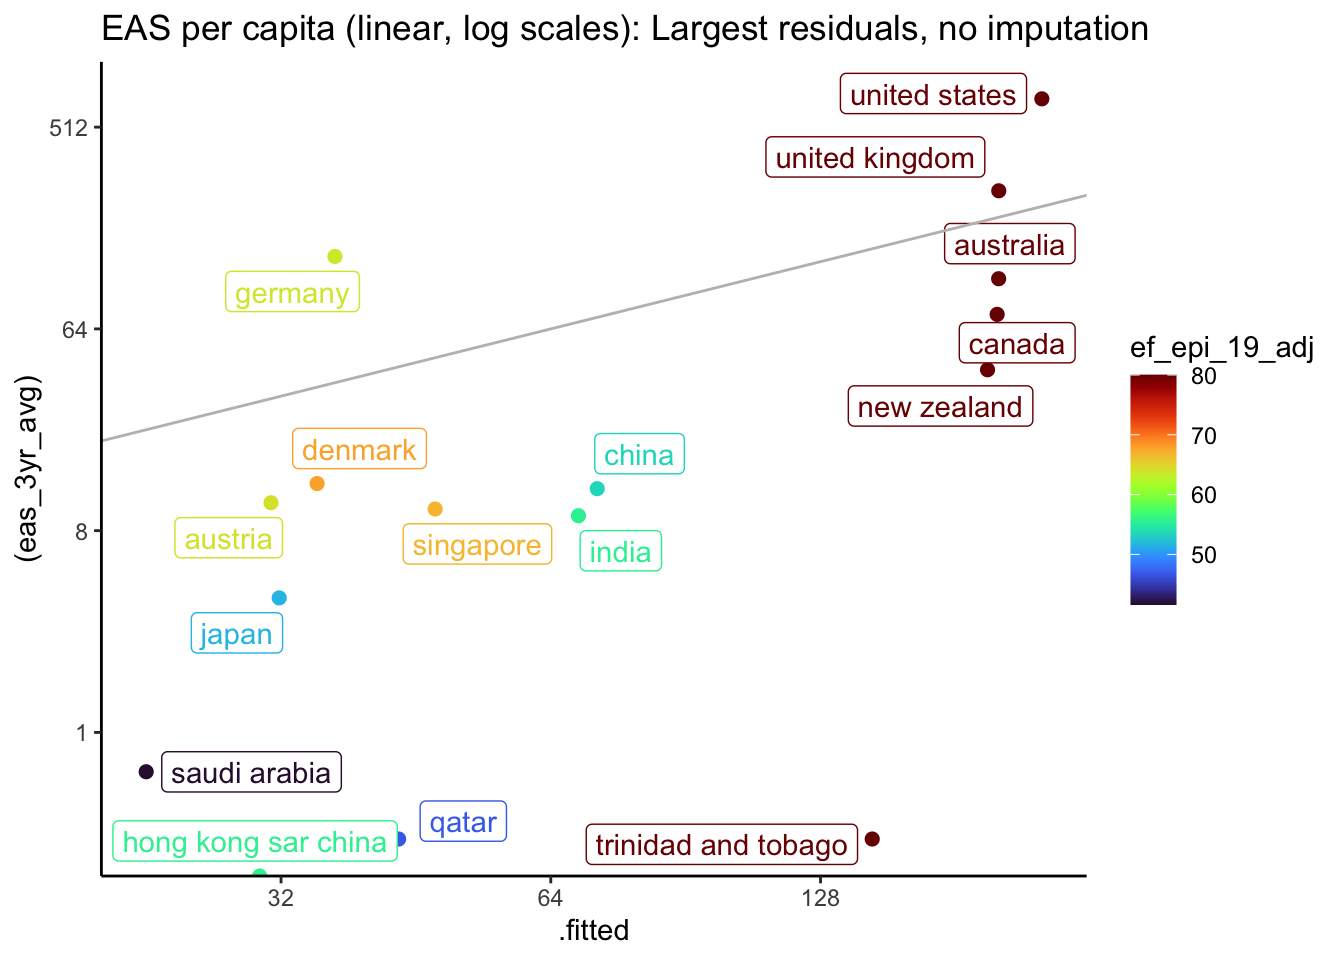 EAS per capita (linear, log scales): Largest residuals, no imputation
united states
512
united kingdom
australia
germany
64
canada
ef_epi_19_adj
80
new zealand
70
denmark
china
60
(eas_3yr_avg)
8
austria
singapore
india
50
japan
1
saudi arabia
qatar
hong kong sar china
trinidad and tobago
32
64
128
.fitted